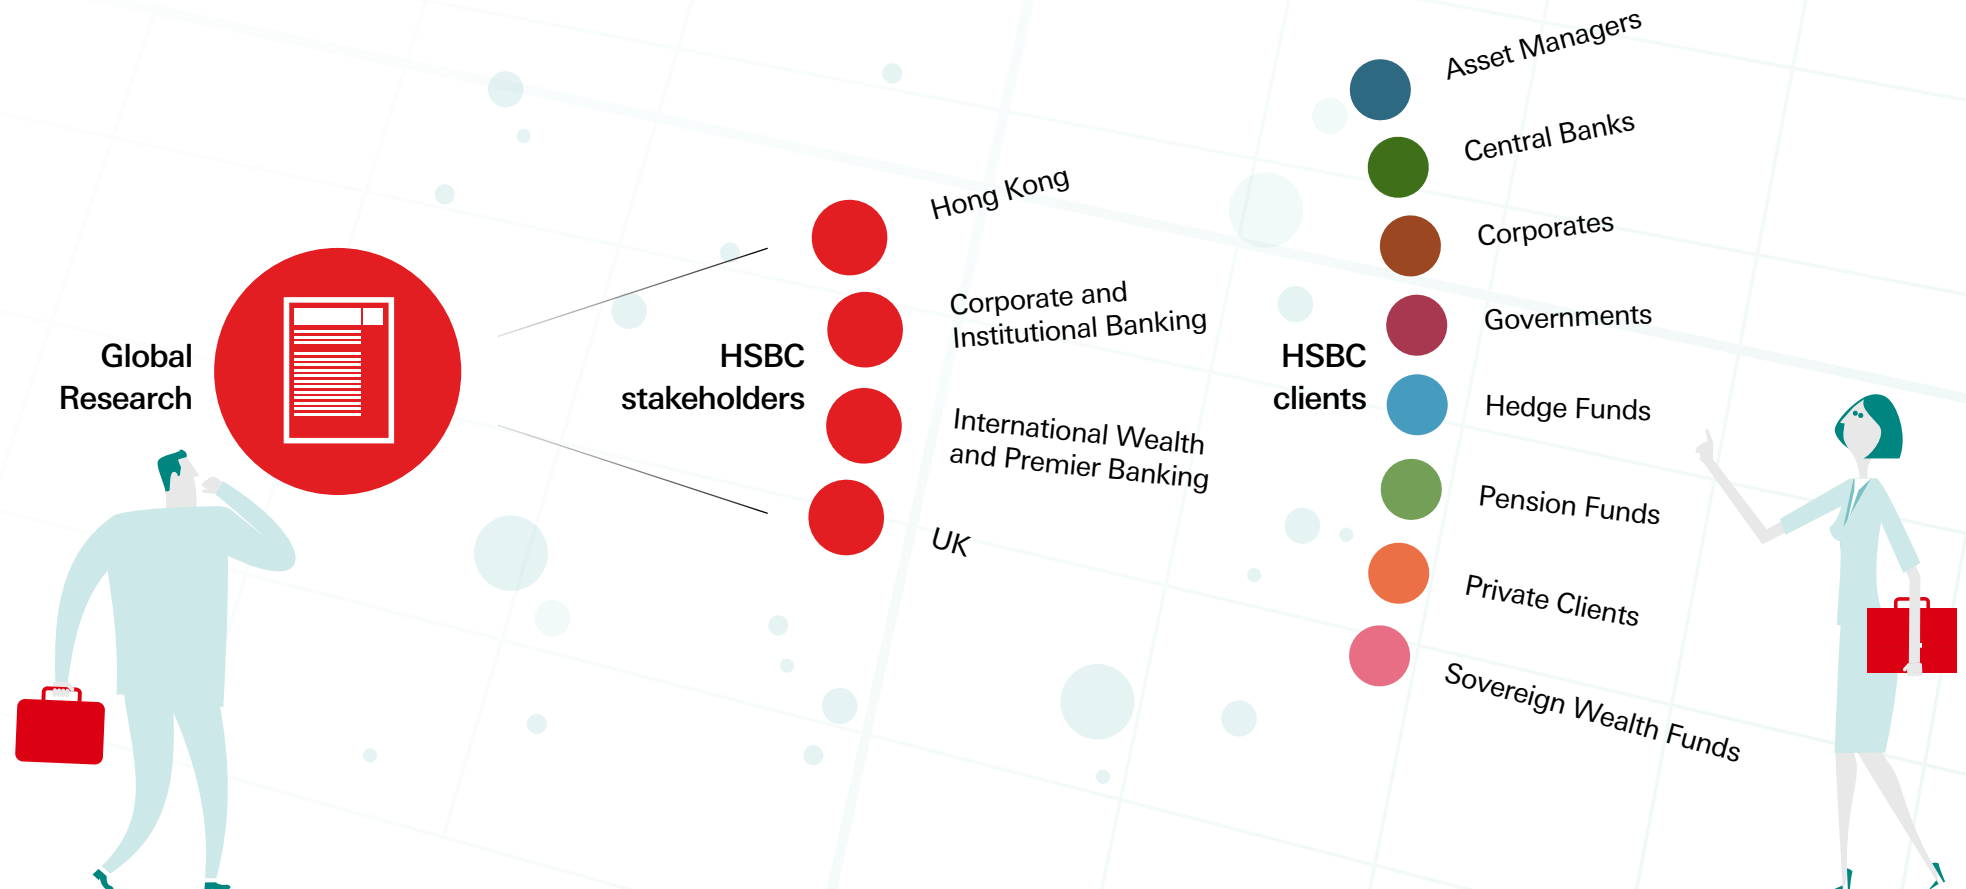 Global
Research
HSBC
stakeholders
Hong Kong
Corporate and
Institutional Banking
International Wealth
and Premier Banking
UK
HSBC
clients
Asset Managers
Central Banks
Corporates
Governments
Hedge Funds
Pension Funds
Private Clients
Sovereign Wealth Funds